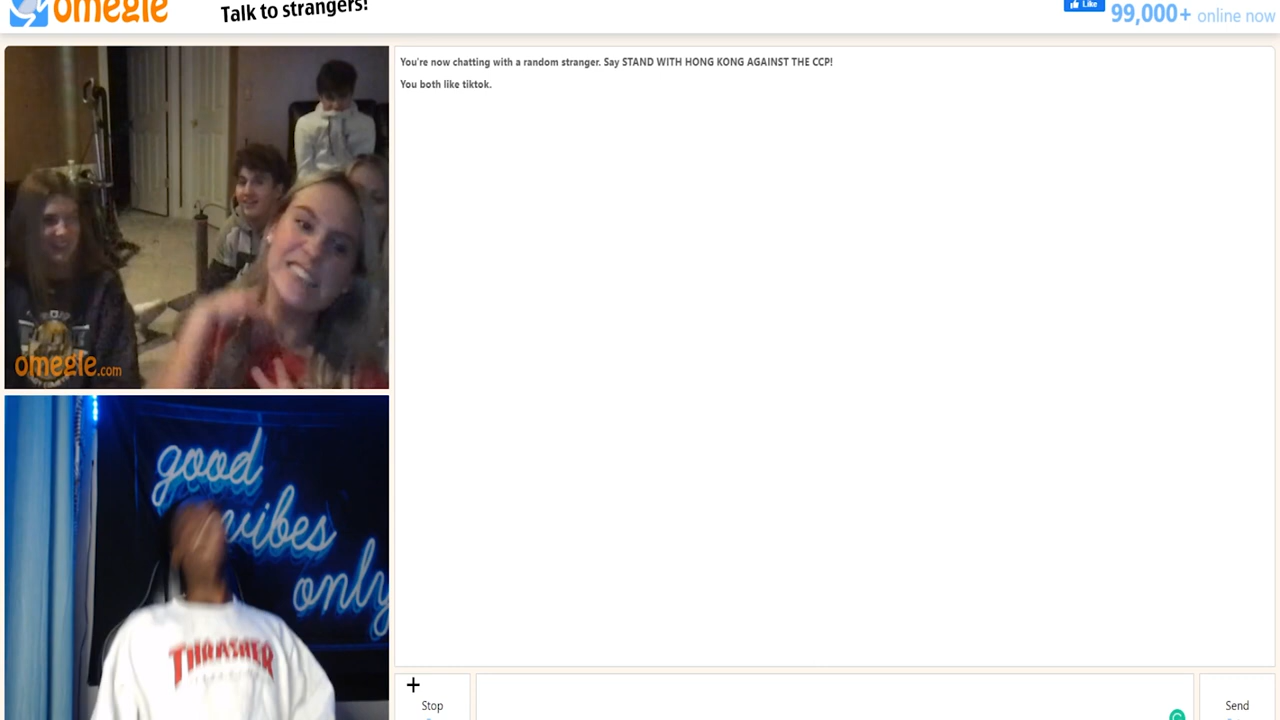 omegle
Talk to strangers!
Like
99,000+ online now
You're now chatting with a random stranger. Say STAND WITH HONG KONG AGAINST THE CCP!
You both like tiktok.
omegle.com
good
vibes
only
THRASHER
Stop
Send